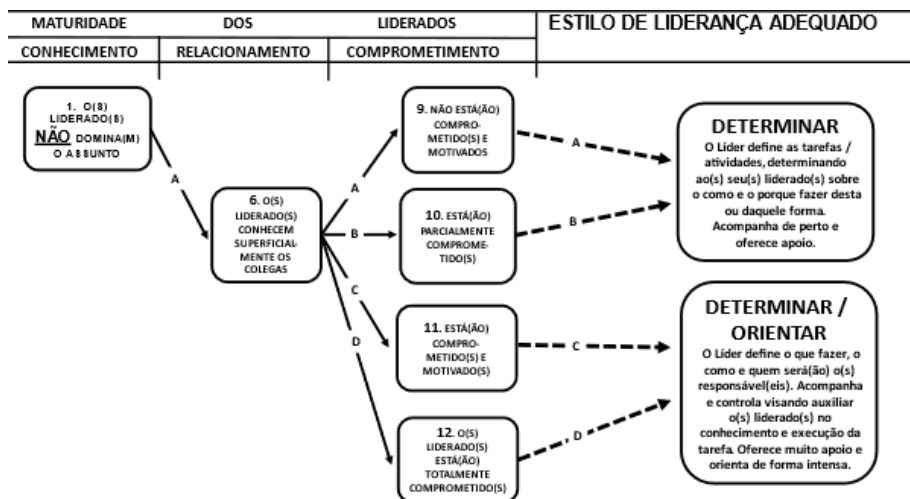 MATURIDADE DOS LIDERADOS ESTILO DE LIDERANÇA ADEQUADO
CONHECIMENTO RELACIONAMENTO COMPROMETIMENTO
1. O(S)
LIDERADO(S)
NÃO DOMINA(M)
O ASSUNTO
A
6. O(S)
LIDERADO(S)
CONHECEM
SUPERFICIAL-
MENTE OS
COLEGAS
A
B
C
D
9. NÃO ESTÁ(ÃO)
COMPRO-
METIDO(S) E
MOTIVADOS
10. ESTÁ(ÃO)
PARCIALMENTE
COMPROME-
TIDO(S)
11. ESTÁ(ÃO)
COMPRO-
METIDO(S) E
MOTIVADO(S)
12. O(S)
LIDERADO(S)
ESTÁ(ÃO)
TOTALMENTE
COMPROMETIDO(S)
A
B
C
D
DETERMINAR
O Líder define as tarefas /
atividades, determinando
ao(s) seu(s) liderado(s) sobre
o como e o porque fazer desta
ou daquele forma.
Acompanha de perto e
oferece apoio.
DETERMINAR /
ORIENTAR
O Líder define o que fazer, o
como e quem será(ão) o(s)
responsável(eis). Acompanha
e controla visando auxiliar
o(s) liderado(s) no
conhecimento e execução da
tarefa. Oferece muito apoio e
orienta de forma intensa.